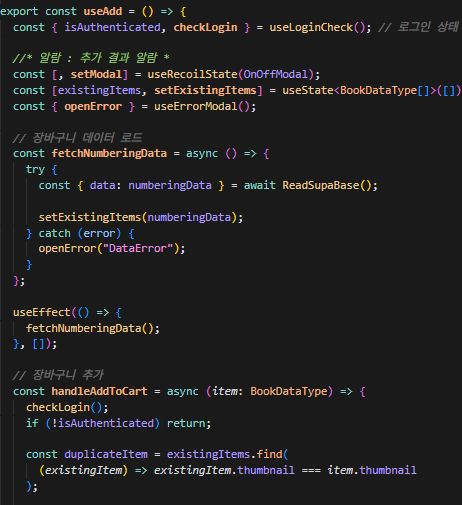 export const useAdd = () => {
  const { isAuthenticated, checkLogin } = useLoginCheck(); // 로그인 상태

  //* 알람 : 추가 결과 알람 *
  const [, setModal] = useRecoilState(OnOffModal);
  const [existingItems, setExistingItems] = useState<BookDataType[]>([])
  const { openError } = useErrorModal();

  // 장바구니 데이터 로드
  const fetchNumberingData = async () => {
    try {
      const { data: numberingData } = await ReadSupaBase();

      setExistingItems(numberingData);
    } catch (error) {
      openError("DataError");
    }
  };

  useEffect(() => {
    fetchNumberingData();
  }, []);

  // 장바구니 추가
  const handleAddToCart = async (item: BookDataType) => {
    checkLogin();
    if (!isAuthenticated) return;

    const duplicateItem = existingItems.find(
      (existingItem) => existingItem.thumbnail === item.thumbnail
    );